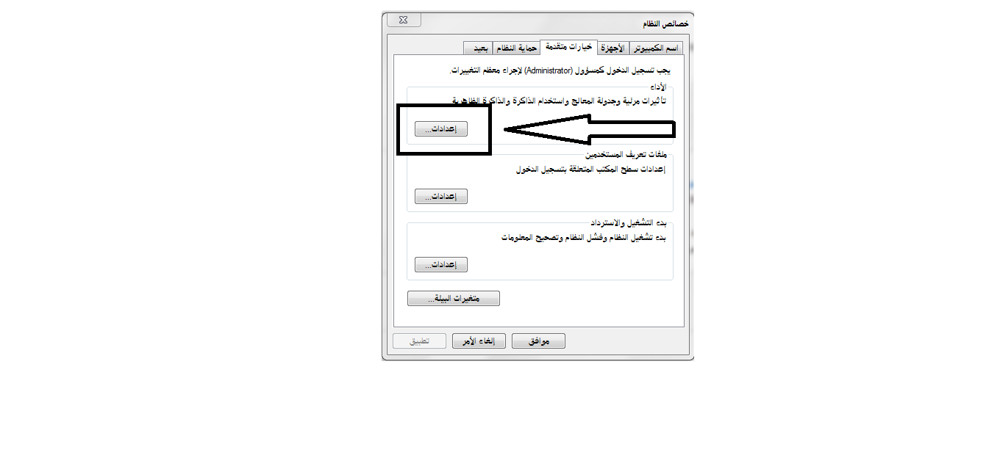 خصائص النظام
اسم الكمبيوتر الأجهزة خيارات متقدمة حماية النظام بعيد
يجب تسجيل الدخول كمسؤول (Administrator) لإجراء معظم التغييرات.
الأداء
تأثيرات مرئية وجدولة المعالج واستخدام الذاكرة والذاكرة الظاهرية
إعدادات...
ملفات تعريف المستخدمين
إعدادات سطح المكتب المتعلقة بتسجيل الدخول
إعدادات...
بدء التشغيل والاسترداد
بدء تشغيل النظام وفشل النظام وتصحيح المعلومات
إعدادات...
متغيرات البيئة...
موافق إلغاء الأمر تطبيق